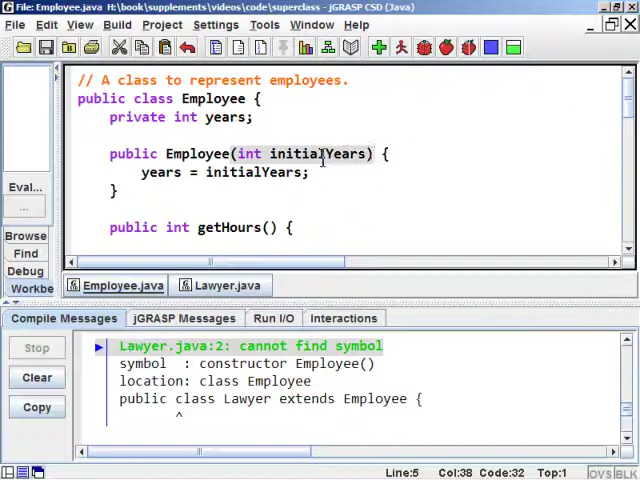 File: Employee.java [H:\book\supplements\videos\code\superclass] - jGRASP CSD (Java)
File Edit View Build Project Settings Tools Window Help
// A class to represent employees.
public class Employee {
private int years;
public Employee(int initialYears) {
years = initialYears;
}
public int getHours() {
Eval...
...
Browse
Find
Debug
Workbe
Employee.java Lawyer.java
Compile Messages jGRASP Messages Run I/O Interactions
Stop
Clear
Copy
Lawyer.java:2: cannot find symbol
symbol : constructor Employee()
location: class Employee
public class Lawyer extends Employee {
^
Line:5 Col:38 Code:32 Top:1 OVS BLK